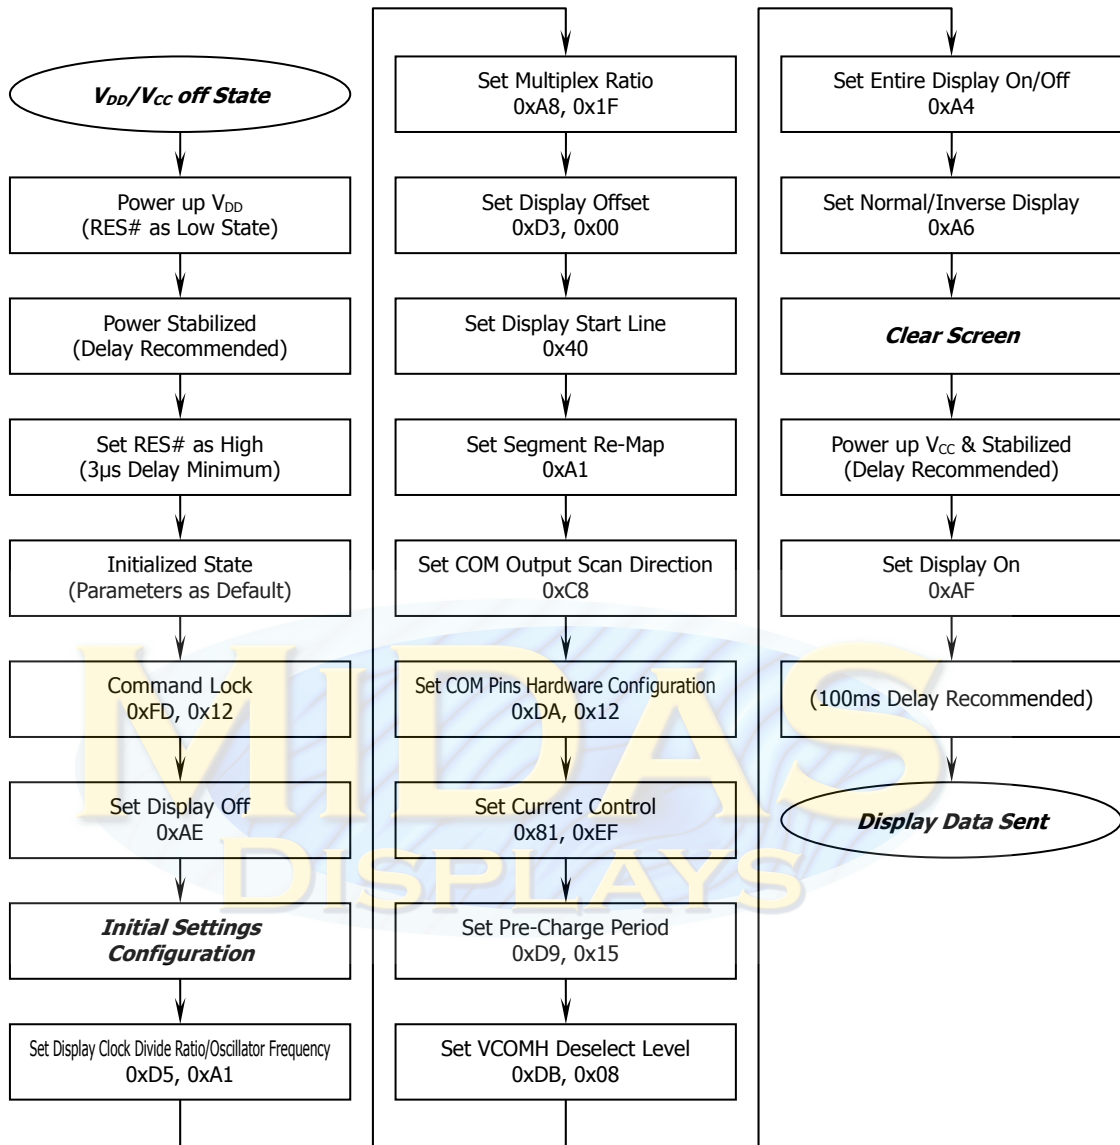 V_DD/V_CC off State
Power up V_DD
(RES# as Low State)
Power Stabilized
(Delay Recommended)
Set RES# as High
(3µs Delay Minimum)
Initialized State
(Parameters as Default)
Command Lock
0xFD, 0x12
Set Display Off
0xAE
Initial Settings
Configuration
Set Display Clock Divide Ratio/Oscillator Frequency
0xD5, 0xA1
Set Multiplex Ratio
0xA8, 0x1F
Set Display Offset
0xD3, 0x00
Set Display Start Line
0x40
Set Segment Re-Map
0xA1
Set COM Output Scan Direction
0xC8
Set COM Pins Hardware Configuration
0xDA, 0x12
Set Current Control
0x81, 0xEF
Set Pre-Charge Period
0xD9, 0x15
Set VCOMH Deselect Level
0xDB, 0x08
Set Entire Display On/Off
0xA4
Set Normal/Inverse Display
0xA6
Clear Screen
Power up V_CC & Stabilized
(Delay Recommended)
Set Display On
0xAF
(100ms Delay Recommended)
Display Data Sent
MIDAS
DISPLAYS